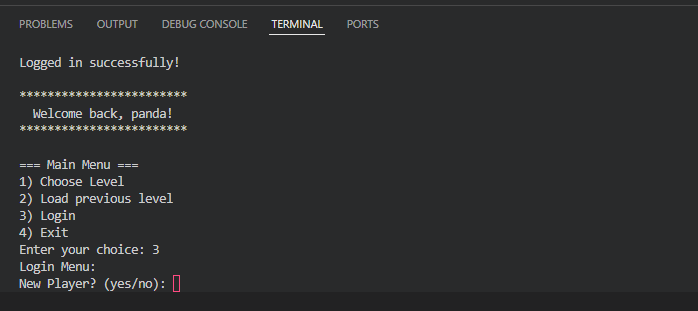 PROBLEMS OUTPUT DEBUG CONSOLE TERMINAL PORTS
Logged in successfully!
************************
Welcome back, panda!
************************
=== Main Menu ===
1) Choose Level
2) Load previous level
3) Login
4) Exit
Enter your choice: 3
Login Menu:
New Player? (yes/no):